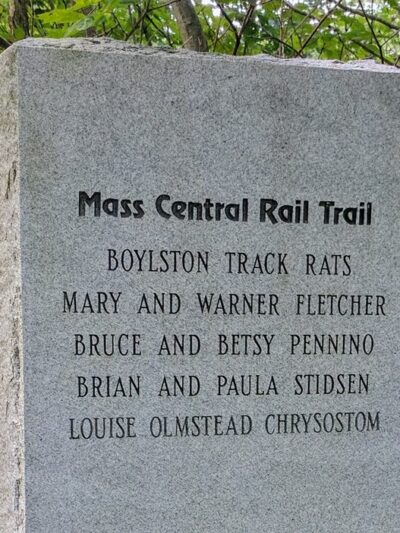 Mass Central Rail Trail
BOYLSTON TRACK RATS
MARY AND WARNER FLETCHER
BRUCE AND BETSY PENNINO
BRIAN AND PAULA STIDSEN
LOUISE OLMSTEAD CHRYSOSTOM